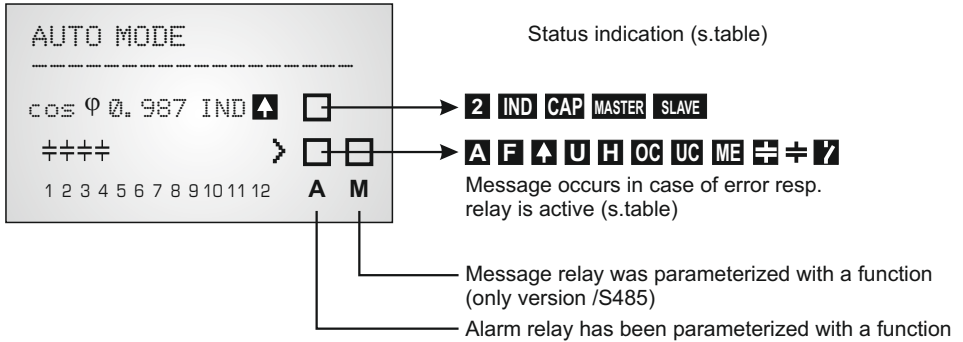 AUTO MODE
Status indication (s.table)
cos φ 0.987 IND
2 IND CAP MASTER SLAVE
A F U H OC UC ME
1 2 3 4 5 6 7 8 9 10 11 12 A M
Message occurs in case of error resp.
relay is active (s.table)
Message relay was parameterized with a function
(only version /S485)
Alarm relay has been parameterized with a function